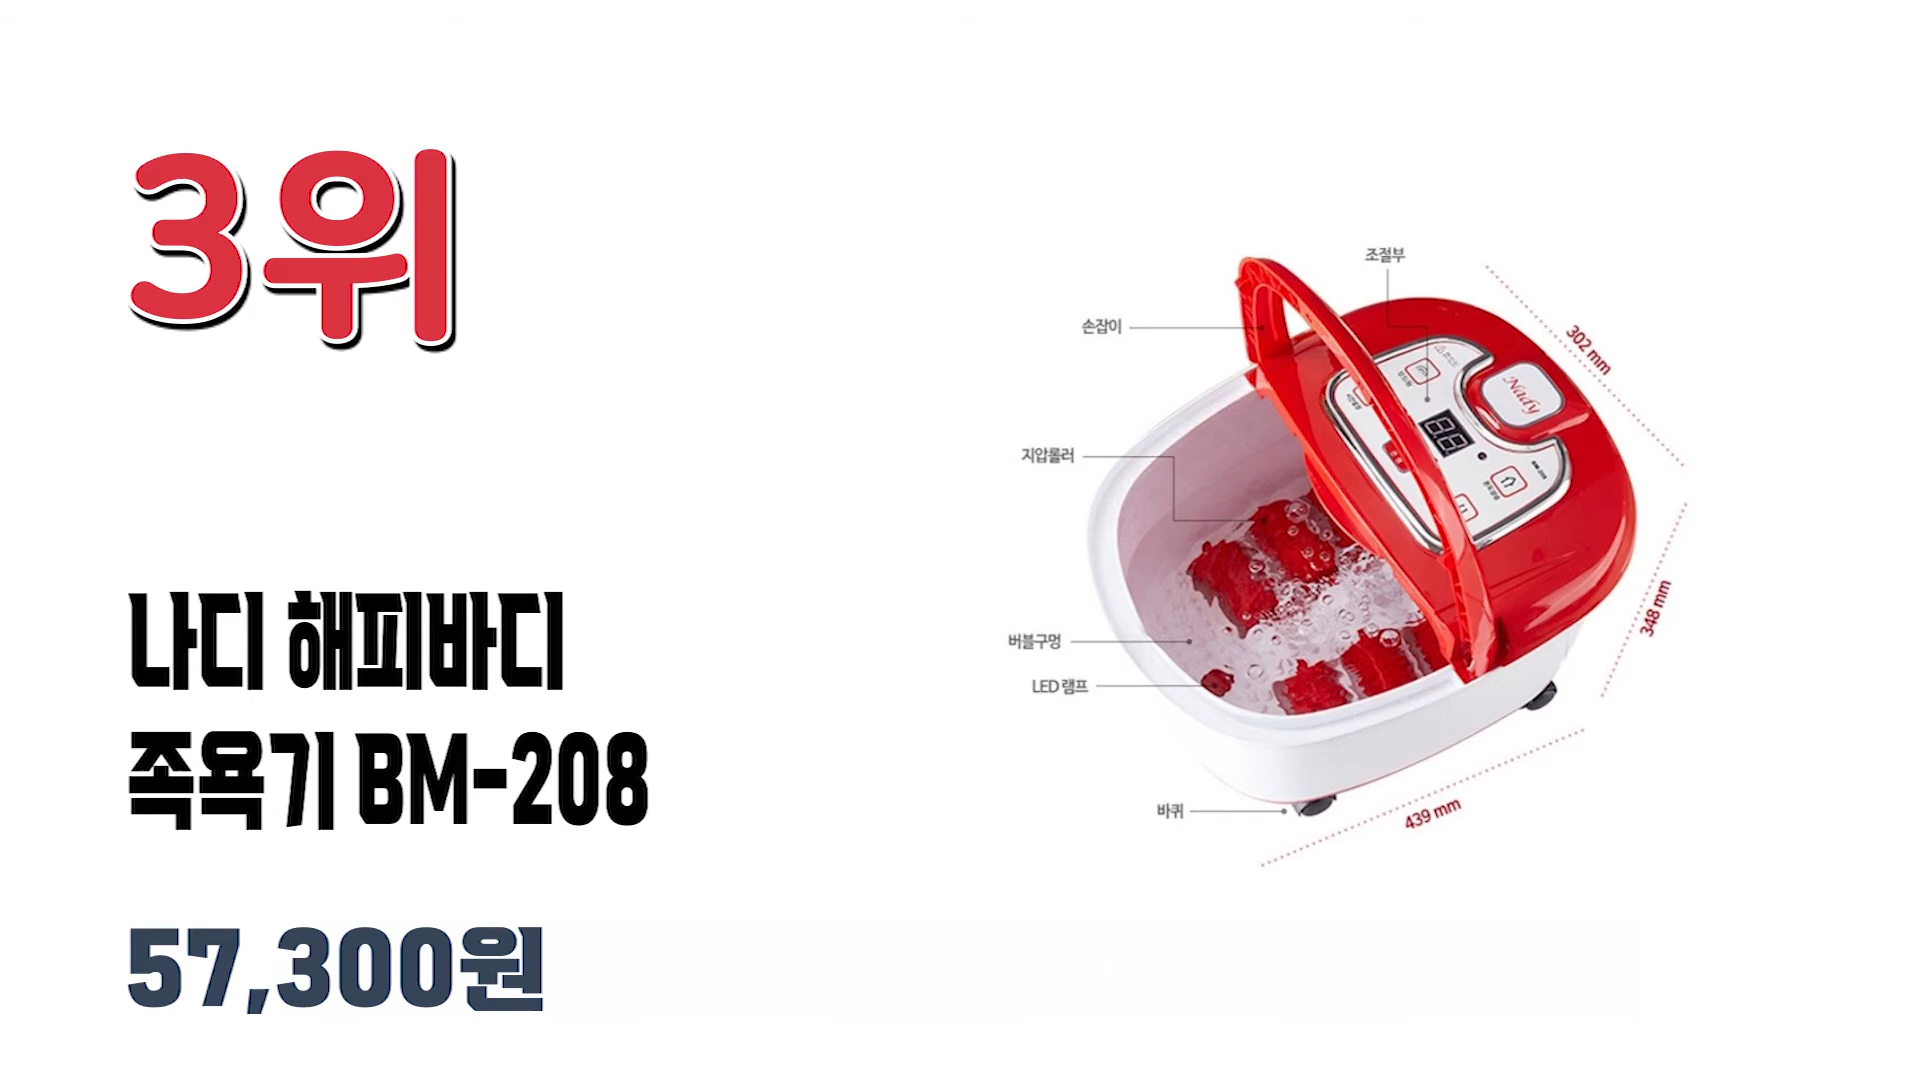 3위
나디 해피바디
족욕기 BM-208
57,300원
조절부
손잡이
302 mm
Nady
지압롤러
348 mm
버블구멍
LED 램프
바퀴
439 mm